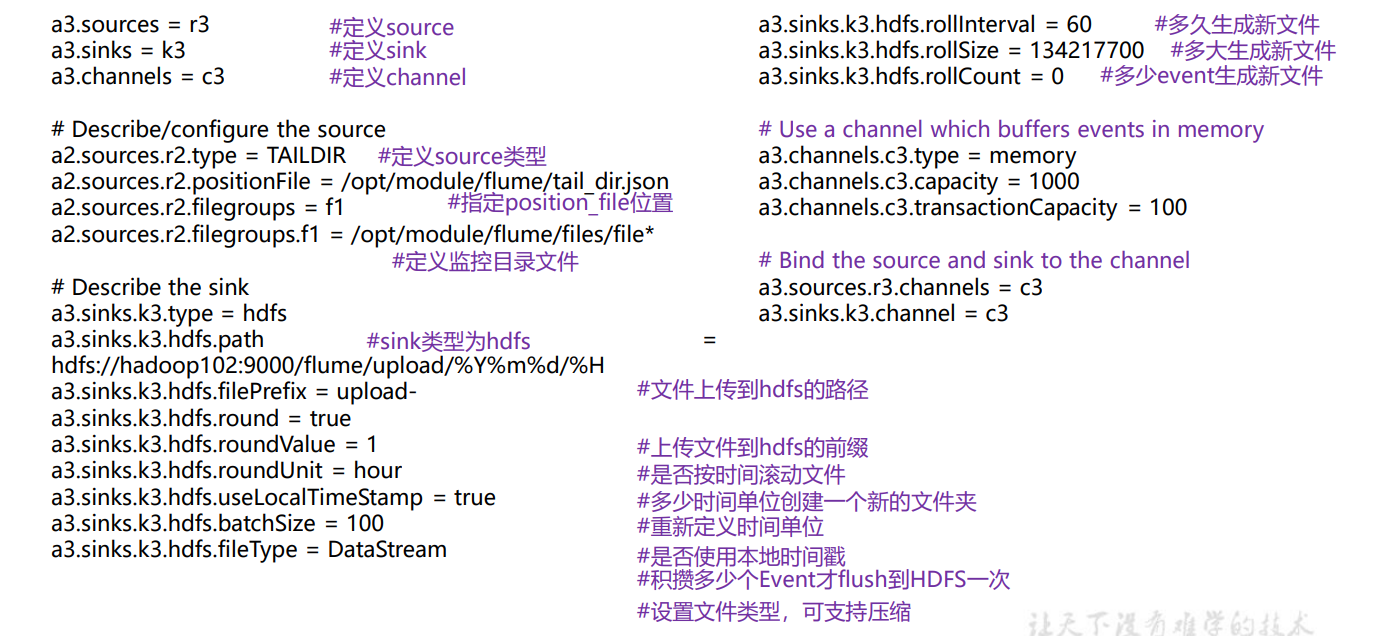 a3.sources = r3 #定义source
a3.sinks = k3 #定义sink
a3.channels = c3 #定义channel
# Describe/configure the source
a2.sources.r2.type = TAILDIR #定义source类型
a2.sources.r2.positionFile = /opt/module/flume/tail_dir.json
a2.sources.r2.filegroups = f1 #指定position_file位置
a2.sources.r2.filegroups.f1 = /opt/module/flume/files/file*
#定义监控目录文件
# Describe the sink
a3.sinks.k3.type = hdfs
a3.sinks.k3.hdfs.path #sink类型为hdfs =
hdfs://hadoop102:9000/flume/upload/%Y%m%d/%H
a3.sinks.k3.hdfs.filePrefix = upload- #文件上传到hdfs的路径
a3.sinks.k3.hdfs.round = true
a3.sinks.k3.hdfs.roundValue = 1 #上传文件到hdfs的前缀
a3.sinks.k3.hdfs.roundUnit = hour #是否按时间滚动文件
a3.sinks.k3.hdfs.useLocalTimeStamp = true #多少时间单位创建一个新的文件夹
a3.sinks.k3.hdfs.batchSize = 100 #重新定义时间单位
a3.sinks.k3.hdfs.fileType = DataStream #是否使用本地时间戳
#积攒多少个Event才flush到HDFS一次
#设置文件类型，可支持压缩
a3.sinks.k3.hdfs.rollInterval = 60 #多久生成新文件
a3.sinks.k3.hdfs.rollSize = 134217700 #多大生成新文件
a3.sinks.k3.hdfs.rollCount = 0 #多少event生成新文件
# Use a channel which buffers events in memory
a3.channels.c3.type = memory
a3.channels.c3.capacity = 1000
a3.channels.c3.transactionCapacity = 100
# Bind the source and sink to the channel
a3.sources.r3.channels = c3
a3.sinks.k3.channel = c3
让天下没有难学的技术